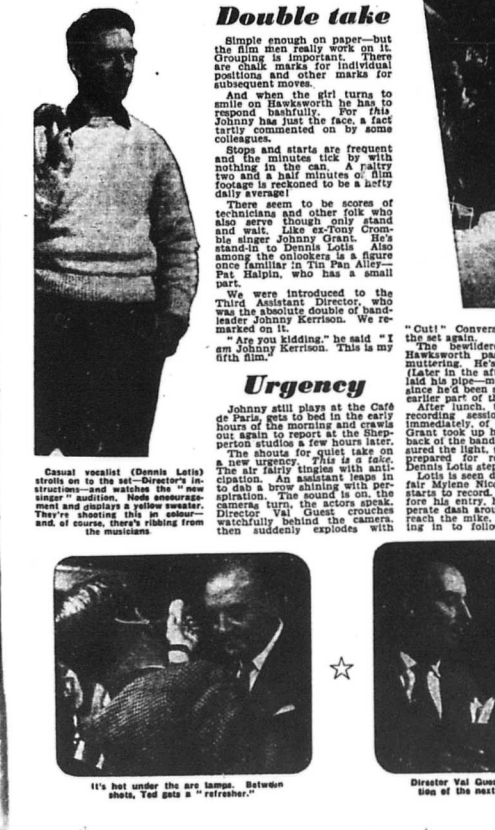 Double take
Simple enough on paper—but
the film men really work on it.
Grouping is important. There
are chalk marks for individual
positions and other marks for
subsequent moves.
And when the girl turns to
smile on Hawksworth he has to
respond bashfully. For this
Johnny has just the face, a fact
tartly commented on by some
colleagues.
Stops and starts are frequent
and the minutes tick by with
nothing in the can. A paltry
two and a half minutes of film
footage is reckoned to be a hefty
daily average!
There seem to be scores of
technicians and other folk who
also serve though only stand
and wait. Like ex-Tony Crom-
bie singer Johnny Grant. He's
stand-in to Dennis Lotis Also
among the onlookers is a figure
once familiar in Tin Pan Alley—
Pat Halpin, who has a small
part.
We were introduced to the
Third Assistant Director, who
was the absolute double of band-
leader Johnny Kerrison. We re-
marked on it.
"Are you kidding," he said "I
am Johnny Kerrison. This is my
fifth film."
Urgency
Johnny still plays at the Café
de Paris, gets to bed in the early
hours of the morning and crawls
out again to report at the Shep-
perton studios a few hours later.
The shouts for quiet take on
a new urgency. This is a take.
The air fairly tingles with anti-
cipation. An assistant leaps in
to dab a brow shining with per-
spiration. The sound is on, the
cameras turn, the actors speak.
Director Val Guest crouches
watchfully behind the camera,
then suddenly explodes with
"Cut!" Convers
the set again.
The bewildere
Hawksworth pa
muttering. He's
(Later in the af
laid his pipe—m
since he'd been s
earlier part of t
After lunch,
recording sessio
immediately, of
Grant took up h
back of the band
sured the light,
prepared for r
Dennis Lotis step
Lotis is seen d
fair Mylene Nico
starts to record,
fore his entry,
perate dash arou
reach the mike,
ing in to follo
Casual vocalist (Dennis Lotis)
strolls on to the set—Director's in-
structions—and watches the "new
singer" audition. Nods encourage-
ment and displays a yellow sweater.
They're shooting this in colour—
and, of course, there's ribbing from
the musicians.
It's hot under the arc lamps. Between
shots, Ted gets a "refresher."
Director Val Gues
tion of the next